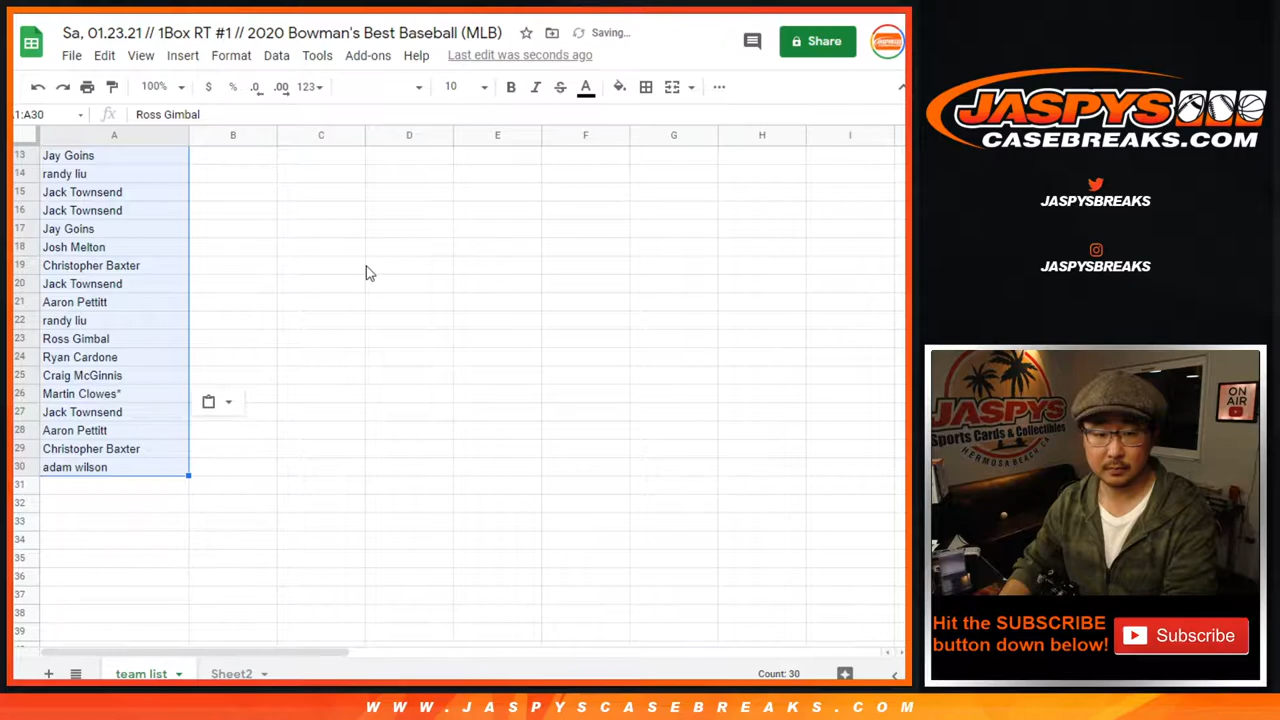 Sa, 01.23.21 // 1Box RT #1 // 2020 Bowman's Best Baseball (MLB)
Saving...
Share
File Edit View Insert Format Data Tools Add-ons Help Last edit was seconds ago
100% $ % .0 .00 123 10 B I S A
1:A30 fx Ross Gimbal
A B C D E F G H I
13 Jay Goins
14 randy liu
15 Jack Townsend
16 Jack Townsend
17 Jay Goins
18 Josh Melton
19 Christopher Baxter
20 Jack Townsend
21 Aaron Pettitt
22 randy liu
23 Ross Gimbal
24 Ryan Cardone
25 Craig McGinnis
26 Martin Clowes*
27 Jack Townsend
28 Aaron Pettitt
29 Christopher Baxter
30 adam wilson
31
32
33
34
35
36
37
38
39
team list Sheet2 Count: 30
JASPYS
CASEBREAKS.COM
JASPYSBREAKS
JASPYSBREAKS
JASPYS
Sports Cards & Collectibles
HERMOSA BEACH CA.
ON AIR
Hit the SUBSCRIBE
button down below!
Subscribe
WWW.JASPYSCASEBREAKS.COM